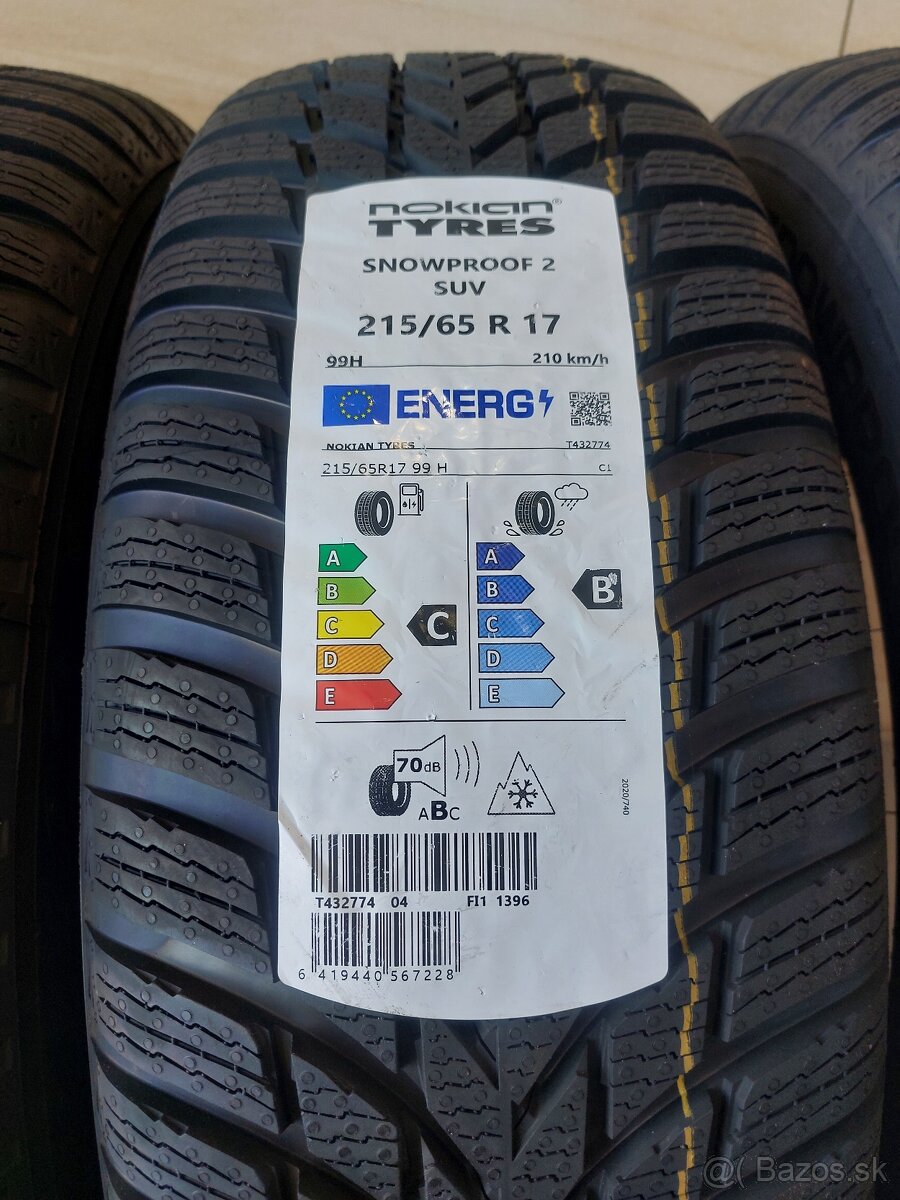 nokian®
TYRES
SNOWPROOF 2
SUV
215/65 R 17
99H 210 km/h
ENERG
NOKIAN TYRES T432774
215/65R17 99 H C1
A A
B B B
C C C
D D
E E
70dB
ABC
2020/740
T432774 04 FI1 1396
6 419440 567228
@( Bazos.sk